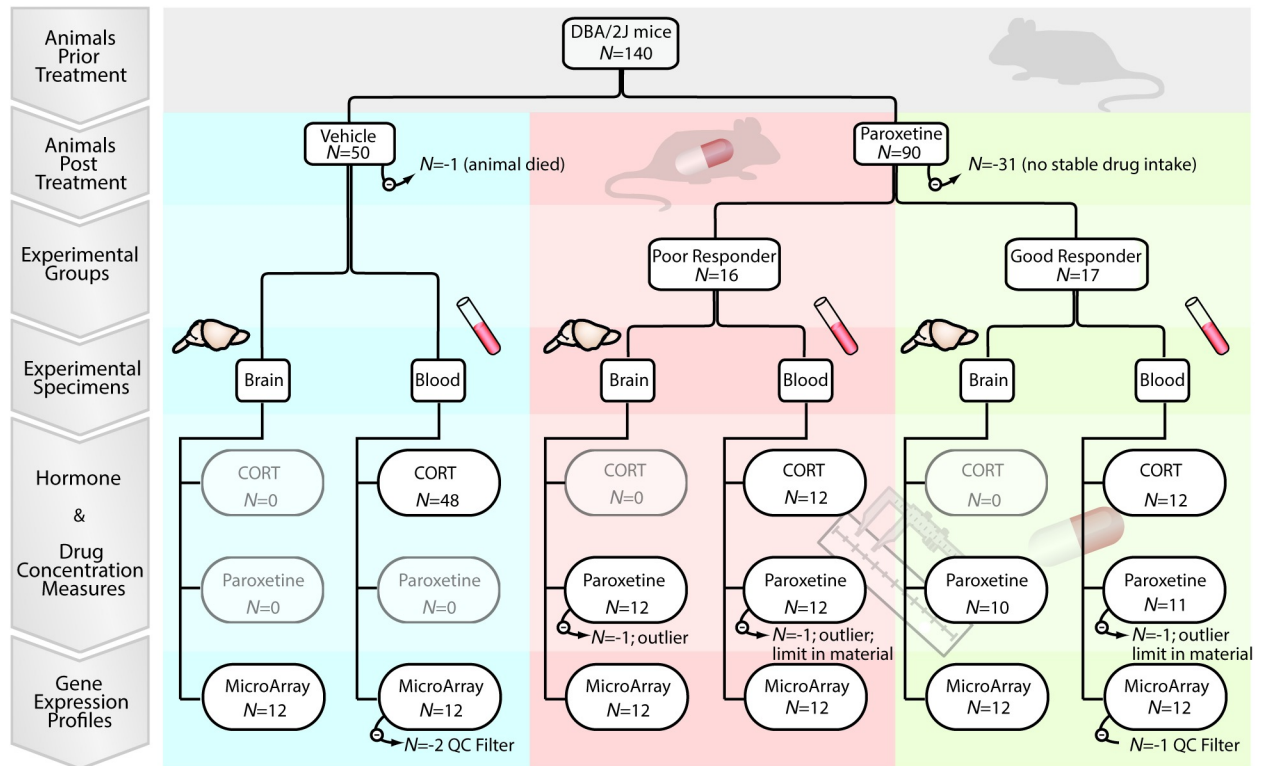 Animals
Prior
Treatment
DBA/2J mice
N=140
Animals
Post
Treatment
Vehicle
N=50
N=-1 (animal died)
Paroxetine
N=90
N=-31 (no stable drug intake)
Experimental
Groups
Poor Responder
N=16
Good Responder
N=17
Experimental
Specimens
Brain
Blood
Brain
Blood
Brain
Blood
Hormone
&
Drug
Concentration
Measures
CORT
N=0
CORT
N=48
CORT
N=0
CORT
N=12
CORT
N=0
CORT
N=12
Paroxetine
N=0
Paroxetine
N=0
Paroxetine
N=12
N=-1; outlier
Paroxetine
N=12
N=-1; outlier;
limit in material
Paroxetine
N=10
Paroxetine
N=11
N=-1; outlier
limit in material
Gene
Expression
Profiles
MicroArray
N=12
MicroArray
N=12
N=-2 QC Filter
MicroArray
N=12
MicroArray
N=12
MicroArray
N=12
MicroArray
N=12
N=-1 QC Filter